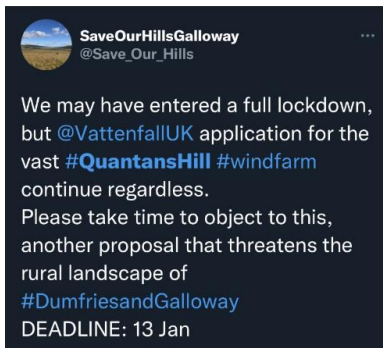 SaveOurHillsGalloway
@Save_Our_Hills
We may have entered a full lockdown,
but @VattenfallUK application for the
vast #QuantansHill #windfarm
continue regardless.
Please take time to object to this,
another proposal that threatens the
rural landscape of
#DumfriesandGalloway
DEADLINE: 13 Jan